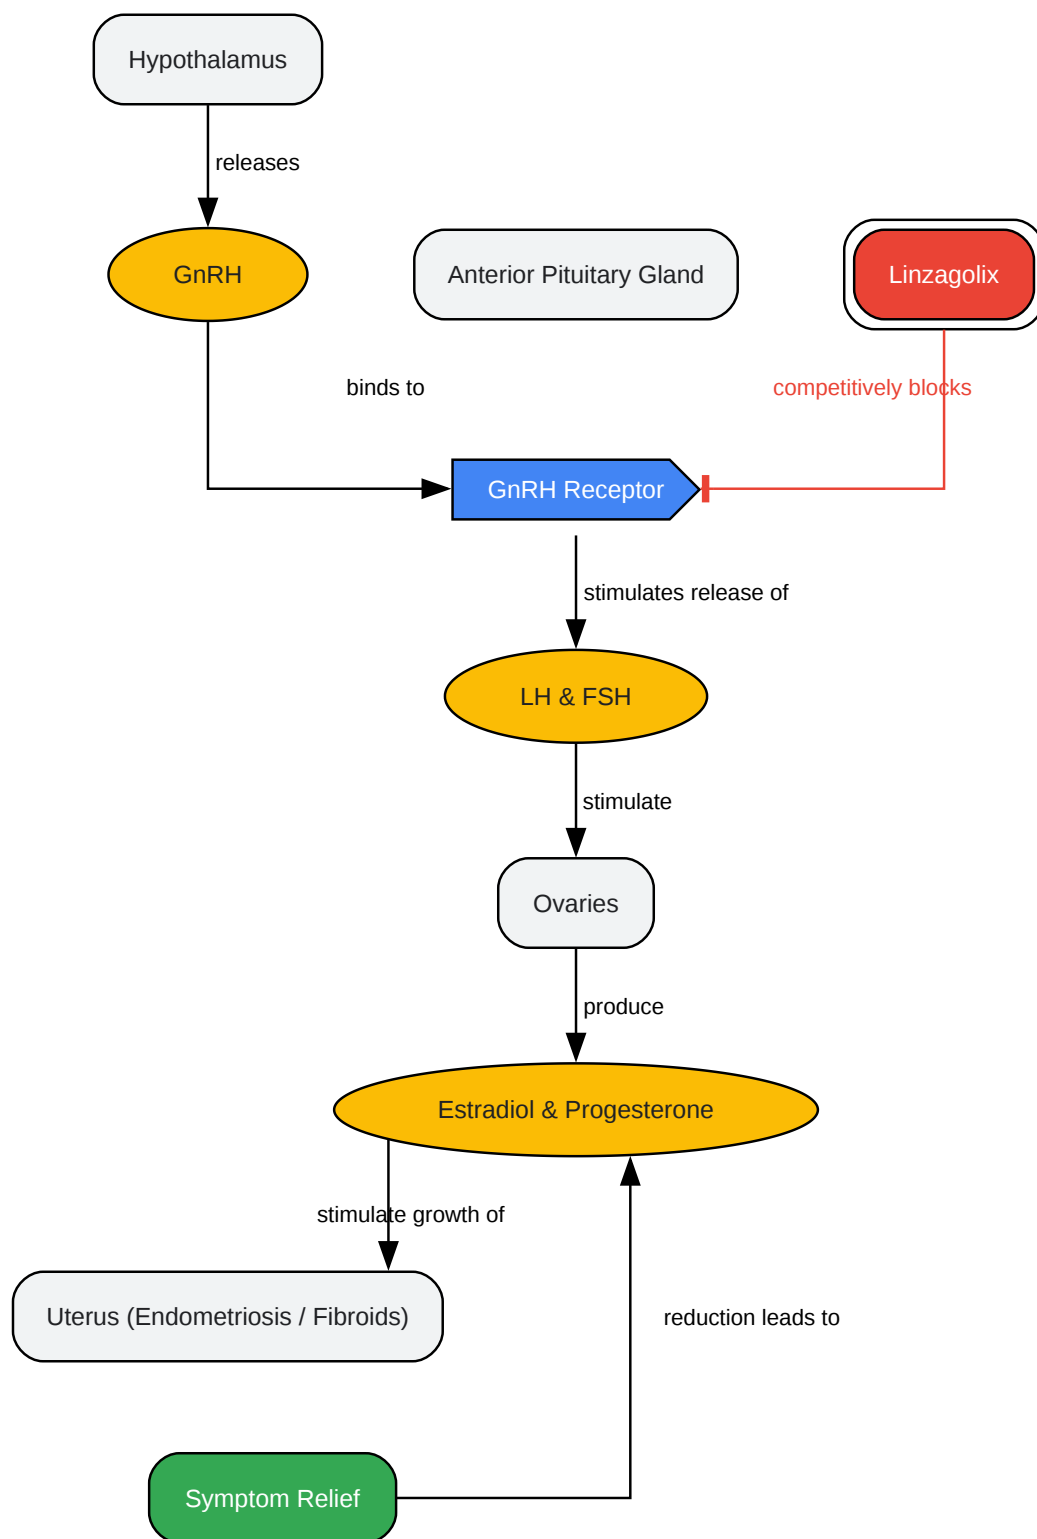 Hypothalamus
releases
GnRH
Anterior Pituitary Gland
Linzagolix
binds to
competitively blocks
GnRH Receptor
stimulates release of
LH & FSH
stimulate
Ovaries
produce
Estradiol & Progesterone
stimulate growth of
Uterus (Endometriosis / Fibroids)
reduction leads to
Symptom Relief